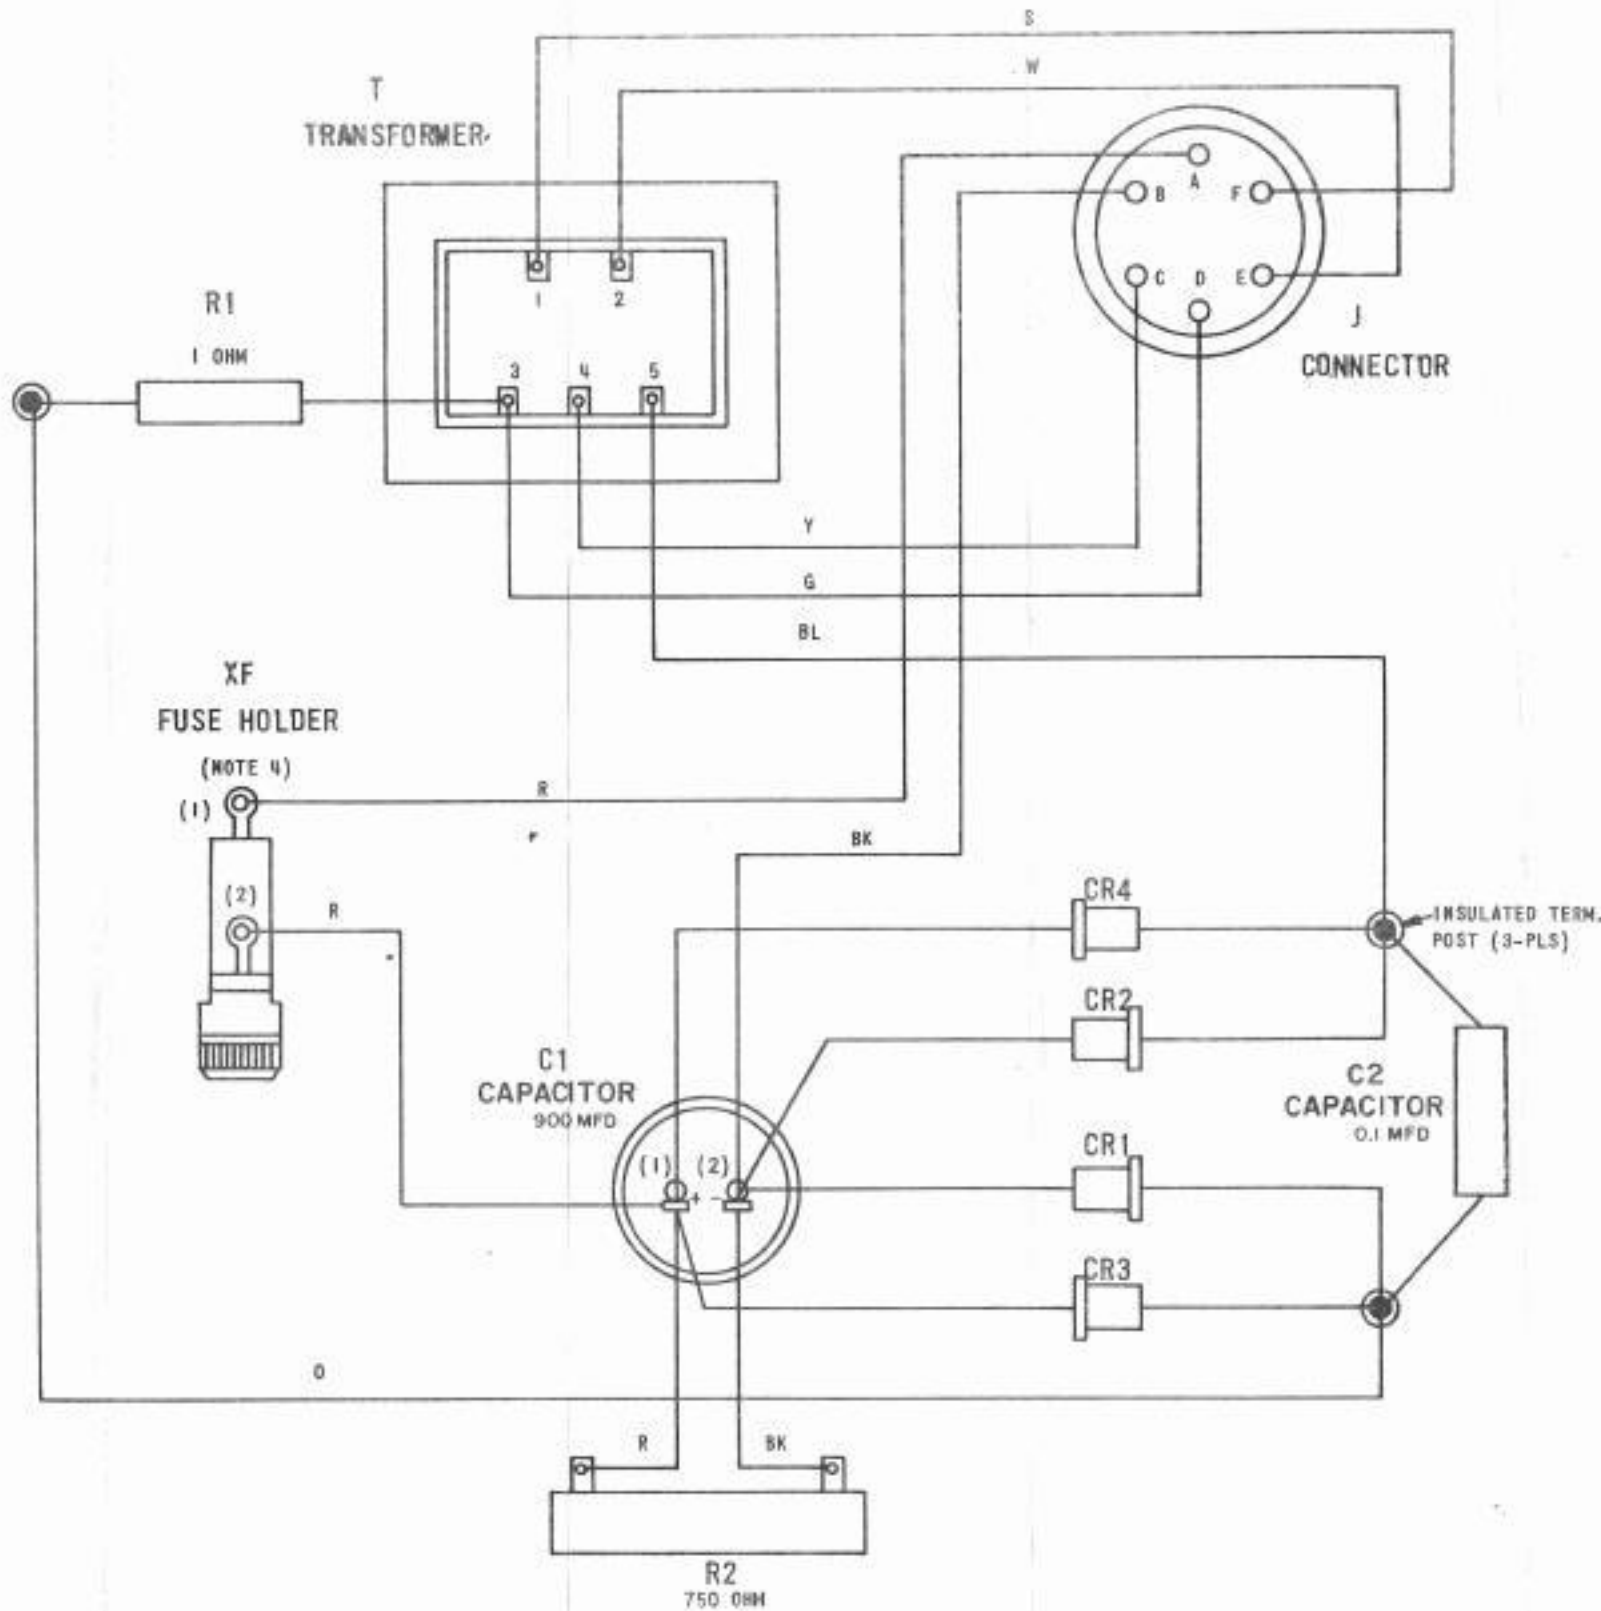 S
W
T
TRANSFORMER
A
B
F
1
2
C
D
E
R1
1 OHM
J
CONNECTOR
3
4
5
Y
G
BL
XF
FUSE HOLDER
(NOTE 4)
(1)
R
BK
CR4
(2)
R
INSULATED TERM.
POST (3-PLS)
CR2
C1
CAPACITOR
900 MFD
C2
CAPACITOR
0.1 MFD
CR1
(1) (2)
+ -
CR3
O
R
BK
R2
750 OHM